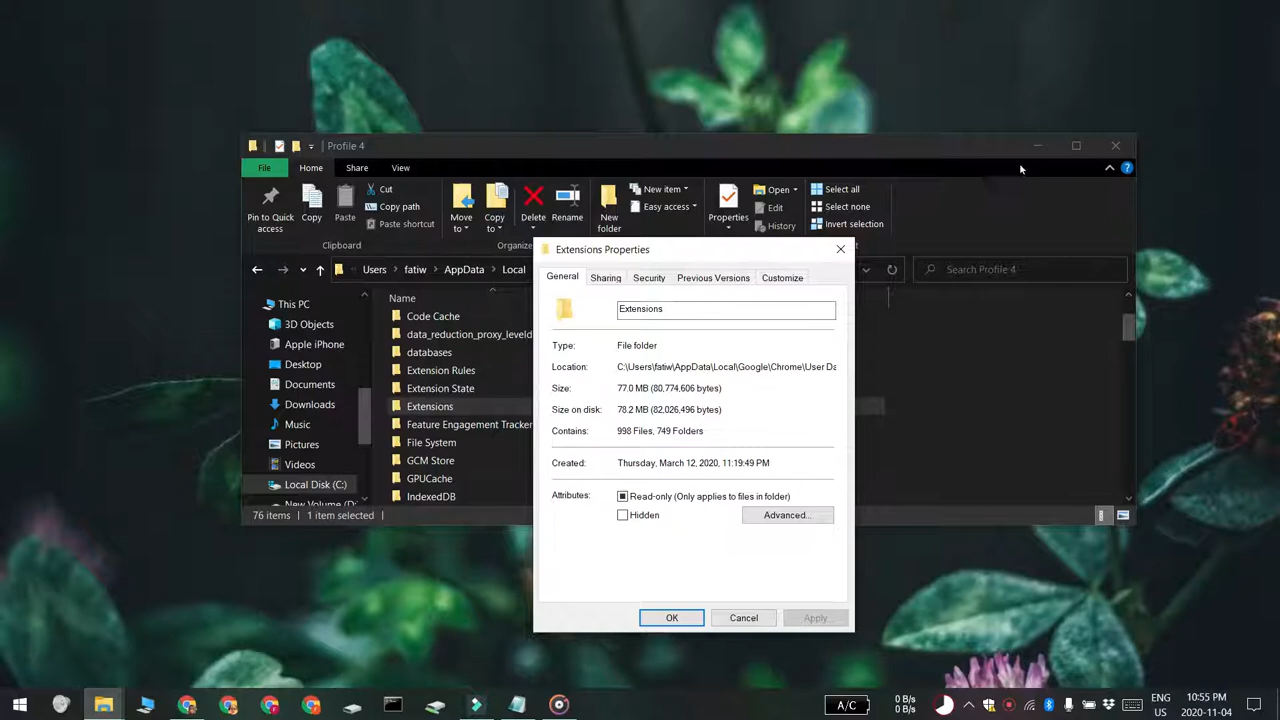 Profile 4
File Home Share View
Pin to Quick access
Copy
Paste
Cut
Copy path
Paste shortcut
Clipboard
Move to
Copy to
Delete
Rename
Organize
New folder
New item
Easy access
Properties
Open
Edit
History
Select all
Select none
Invert selection
Users fatiw AppData Local
Search Profile 4
This PC
3D Objects
Apple iPhone
Desktop
Documents
Downloads
Music
Pictures
Videos
Local Disk (C:)
New Volume (D:
Name
Code Cache
data_reduction_proxy_leveld
databases
Extension Rules
Extension State
Extensions
Feature Engagement Tracker
File System
GCM Store
GPUCache
IndexedDB
76 items 1 item selected
Extensions Properties
General Sharing Security Previous Versions Customize
Extensions
Type: File folder
Location: C:\Users\fatiw\AppData\Local\Google\Chrome\User Da
Size: 77.0 MB (80,774,606 bytes)
Size on disk: 78.2 MB (82,026,496 bytes)
Contains: 998 Files, 749 Folders
Created: Thursday, March 12, 2020, 11:19:49 PM
Attributes: Read-only (Only applies to files in folder)
Hidden Advanced...
OK Cancel Apply
A/C
0 B/s
0 B/s
ENG
US
10:55 PM
2020-11-04